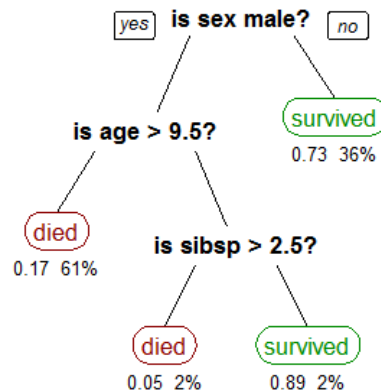 yes is sex male? no
is age > 9.5?
survived
0.73 36%
died
0.17 61%
is sibsp > 2.5?
died survived
0.05 2% 0.89 2%